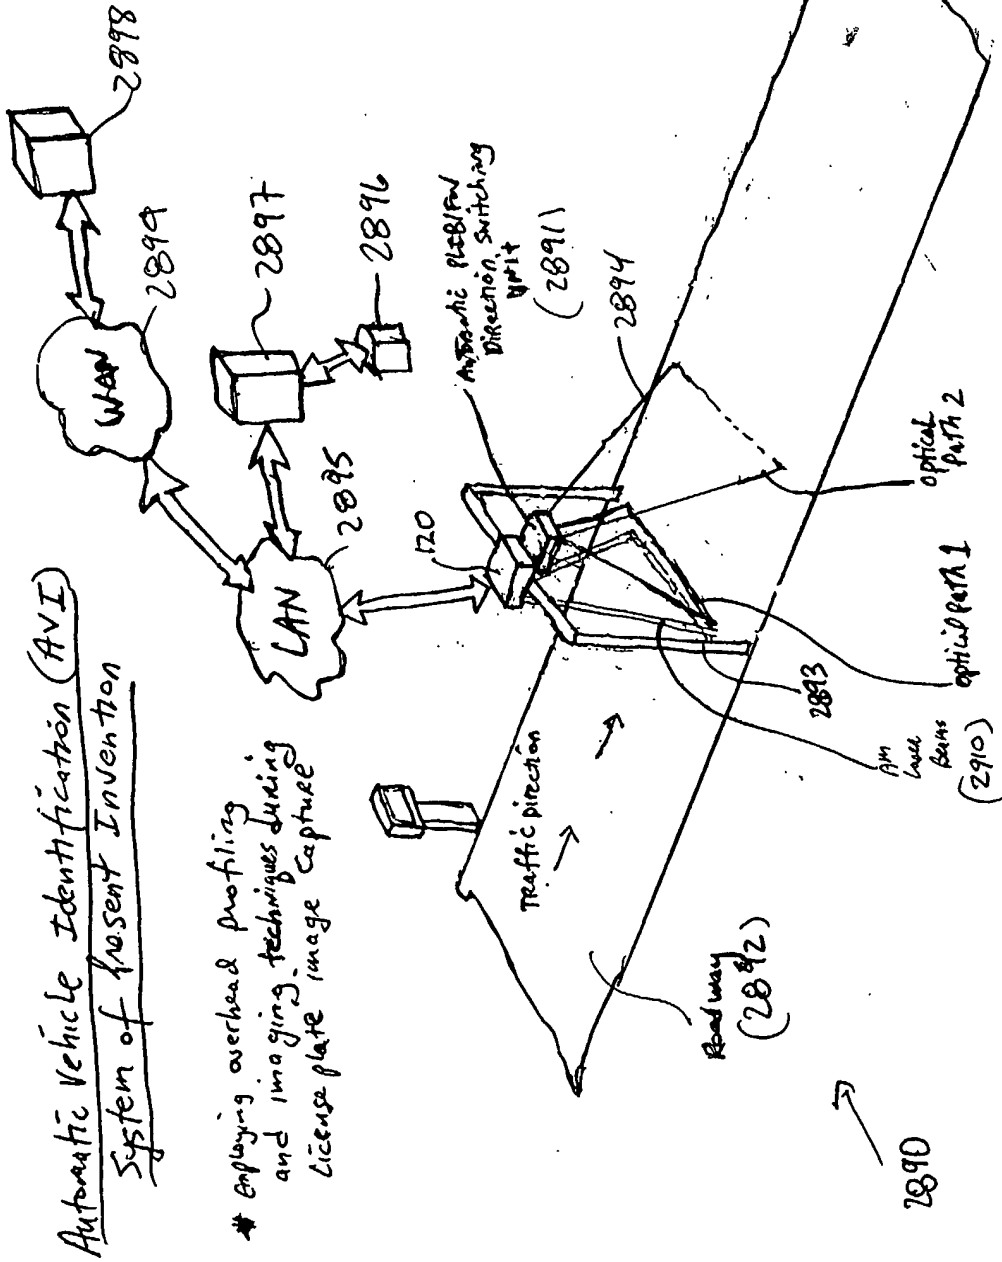 Automatic Vehicle Identification (AVI)
System of Present Invention
* Employing overhead profiling
and imaging techniques during
License plate image capture
2898
WAN
2899
2897
2896
LAN
2895
120
Automatic PLIB/FOV
Direction Switching
Unit
(2891)
2894
Traffic direction
Optical
Path 2
Optical Path 1
2893
AM
Laser
Beams
(2910)
Roadway
(2892)
2890